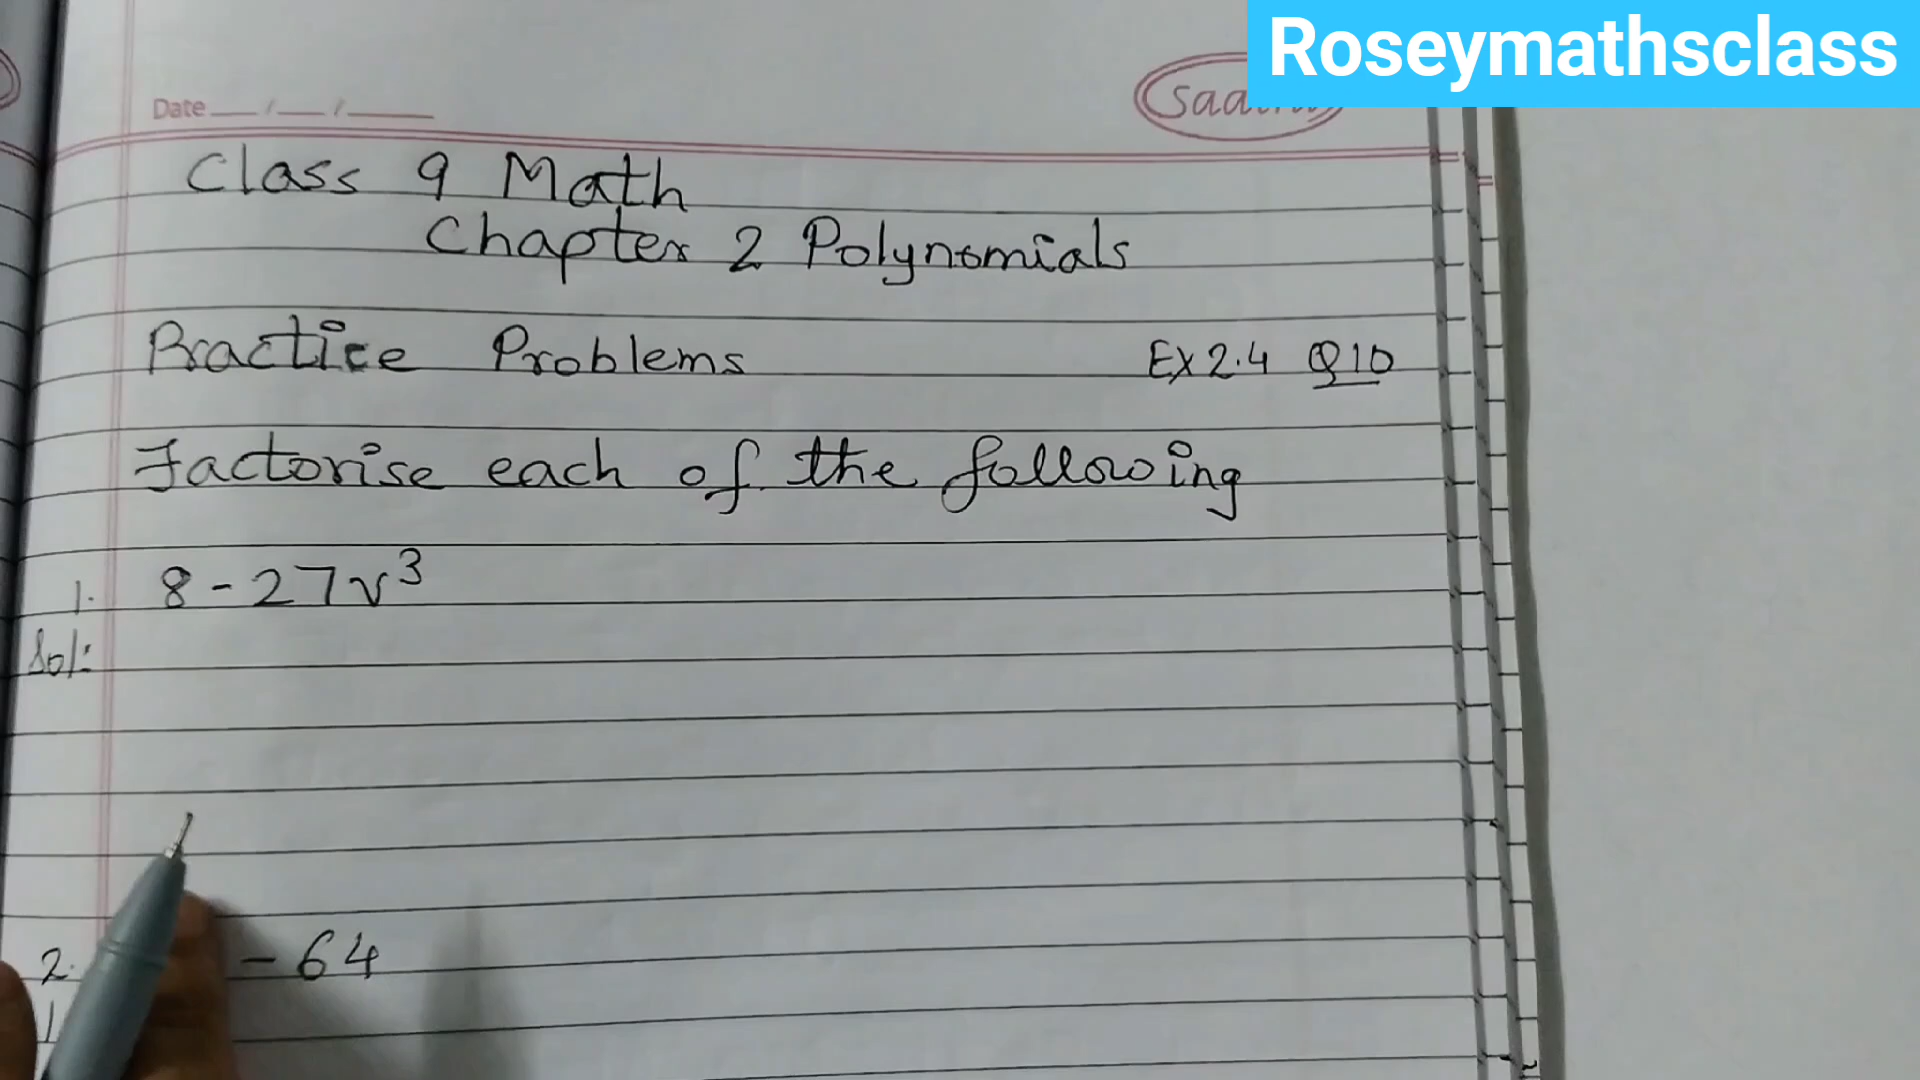 Roseymathsclass
Date
Class 9 Math
Chapter 2 Polynomials
Practice Problems Ex 2.4 Q10
Factorise each of the following
1. 8-27v³
Sol:
2. - 64